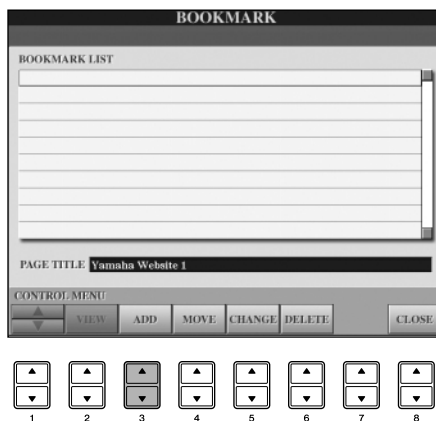 BOOKMARK
BOOKMARK LIST
PAGE TITLE Yamaha Website 1
CONTROL MENU
VIEW ADD MOVE CHANGE DELETE CLOSE
1 2 3 4 5 6 7 8